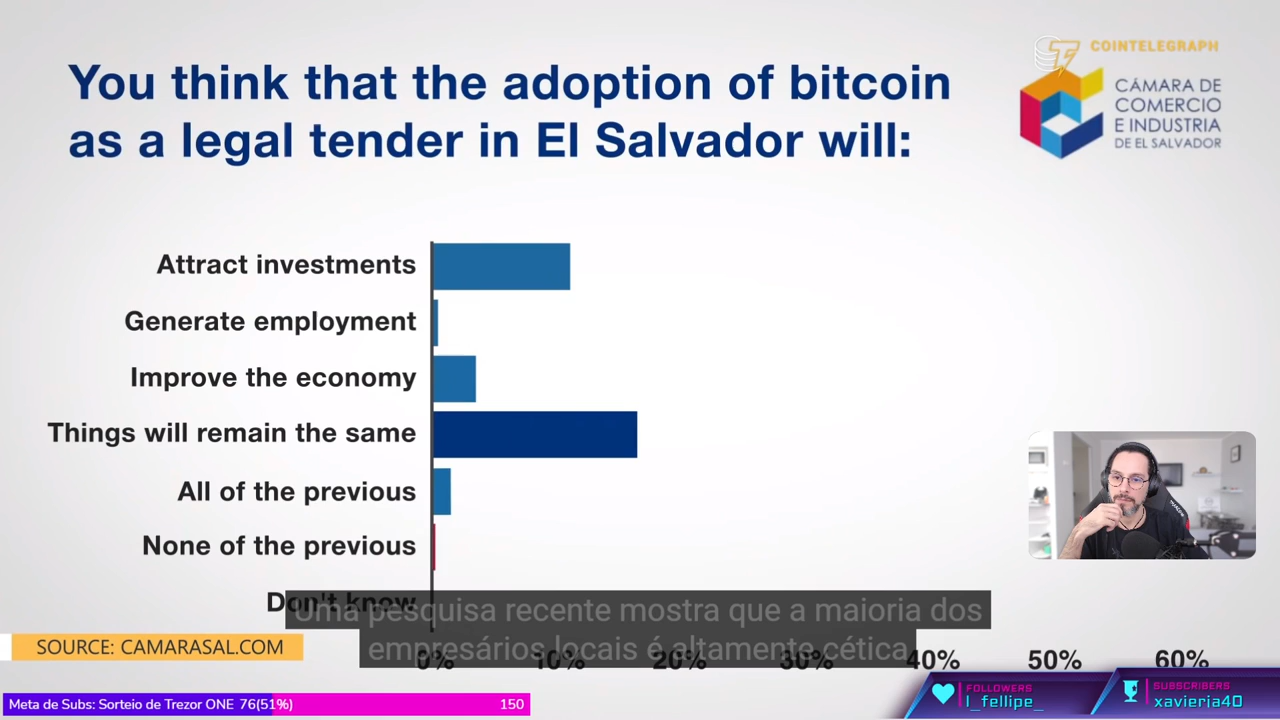 You think that the adoption of bitcoin
as a legal tender in El Salvador will:
COINTELEGRAPH
CÁMARA DE
COMERCIO
E INDUSTRIA
DE EL SALVADOR
Attract investments
Generate employment
Improve the economy
Things will remain the same
All of the previous
None of the previous
Don't know
Uma pesquisa recente mostra que a maioria dos
empresários locais é altamente cética
SOURCE: CAMARASAL.COM
0% 10% 20% 30% 40% 50% 60%
Meta de Subs: Sorteio de Trezor ONE 76(51%) 150
FOLLOWERS
l_fellipe_
SUBSCRIBERS
xavierja40